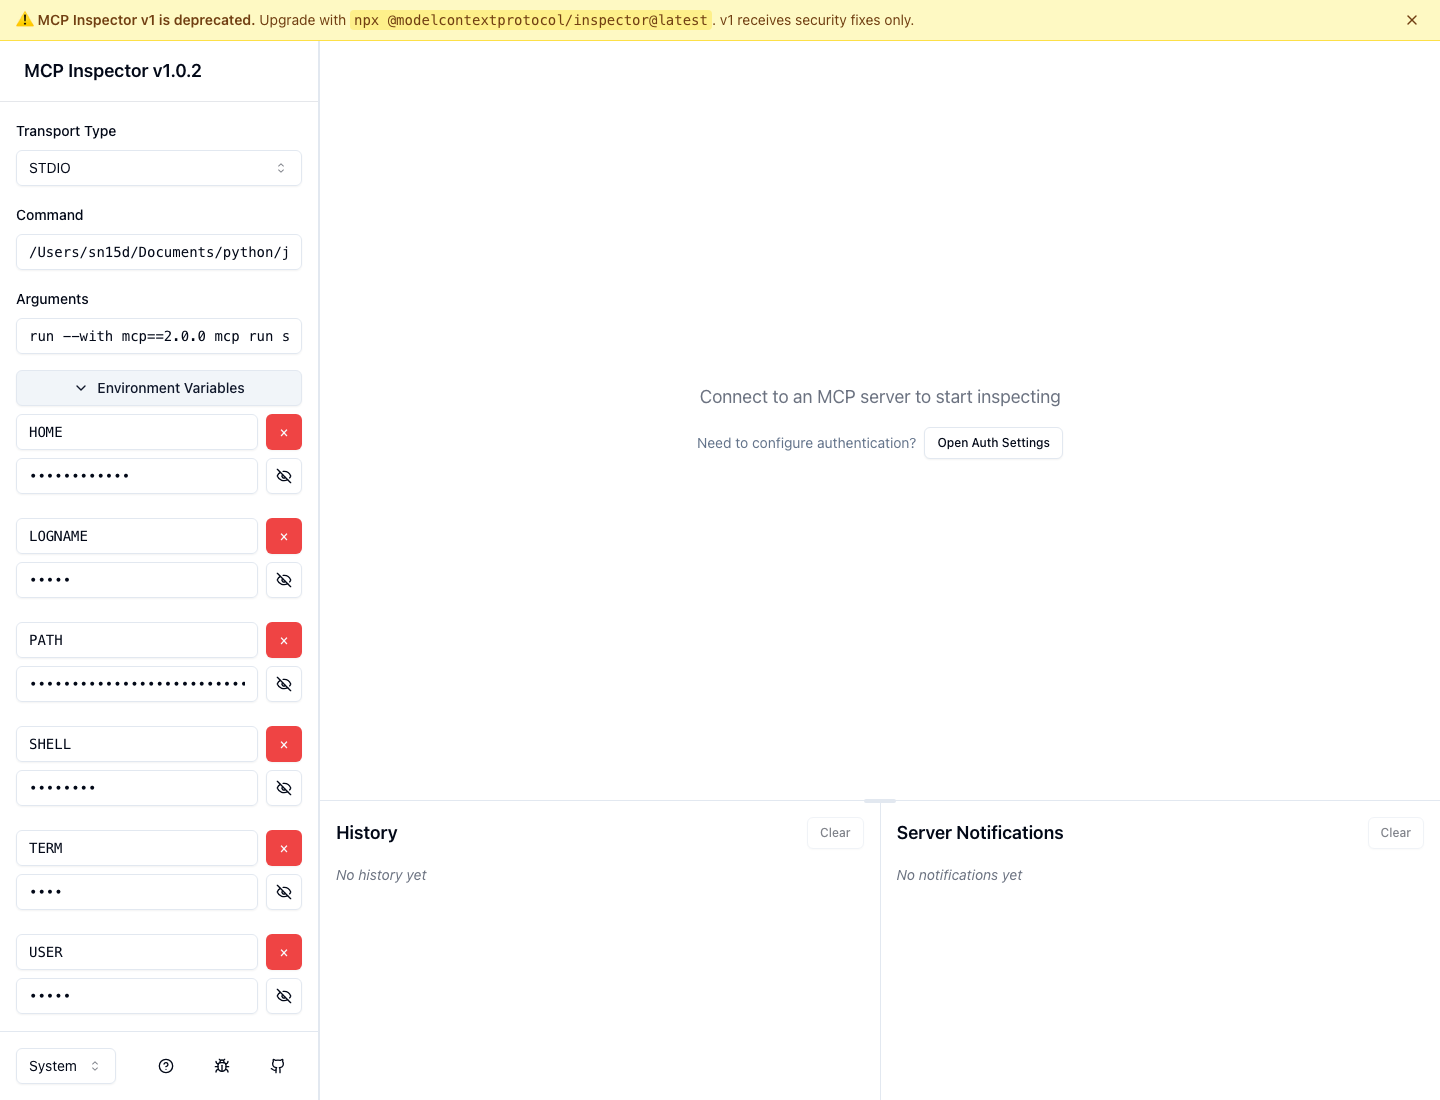 MCP Inspector v1 is deprecated. Upgrade with npx @modelcontextprotocol/inspector@latest. v1 receives security fixes only.
MCP Inspector v1.0.2
Transport Type
STDIO
Command
/Users/sn15d/Documents/python/j
Arguments
run --with mcp==2.0.0 mcp run s
Environment Variables
HOME
••••••••••••
LOGNAME
•••••
PATH
••••••••••••••••••••••••••
SHELL
••••••••
TERM
••••
USER
•••••
System
Connect to an MCP server to start inspecting
Need to configure authentication? Open Auth Settings
History
Clear
No history yet
Server Notifications
Clear
No notifications yet